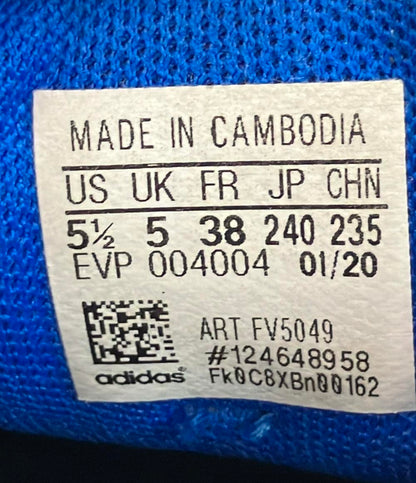 MADE IN CAMBODIA
US UK FR JP CHN
5½ 5 38 240 235
EVP 004004 01/20
ART FV5049
#124648958
adidas® Fk0C8XBn00162